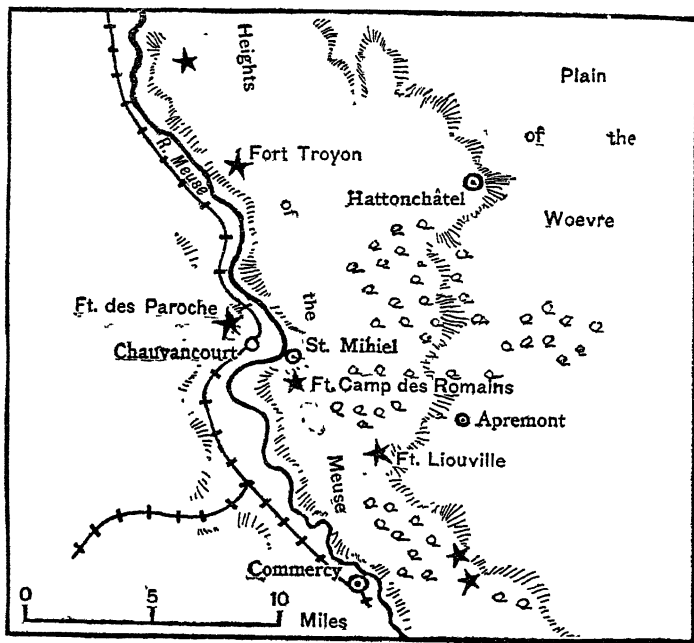 Heights
Plain
of the
R. Meuse
Fort Troyon
Hattonchâtel
of
Woevre
the
Ft. des Paroche
Chauvancourt
St. Mihiel
Ft. Camp des Romains
Apremont
Meuse
Ft. Liouville
Commercy
0 5 10
Miles